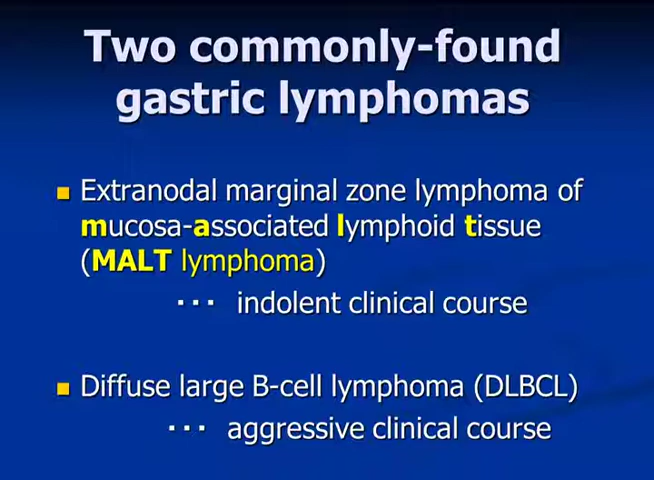 Two commonly-found
gastric lymphomas
Extranodal marginal zone lymphoma of
mucosa-associated lymphoid tissue
(MALT lymphoma)
··· indolent clinical course
Diffuse large B-cell lymphoma (DLBCL)
··· aggressive clinical course